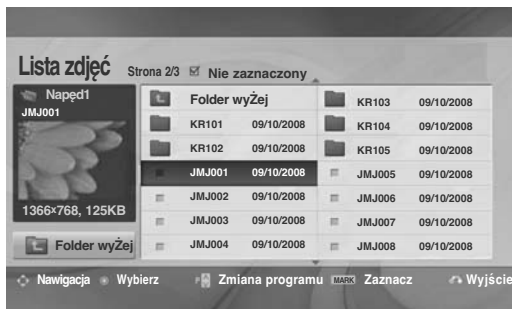 Lista zdjęć Strona 2/3 Nie zaznaczony
Napęd1
JMJ001
1366x768, 125KB
Folder wyŻej
Folder wyŻej
KR101 09/10/2008
KR102 09/10/2008
JMJ001 09/10/2008
JMJ002 09/10/2008
JMJ003 09/10/2008
JMJ004 09/10/2008
KR103 09/10/2008
KR104 09/10/2008
KR105 09/10/2008
JMJ005 09/10/2008
JMJ006 09/10/2008
JMJ007 09/10/2008
JMJ008 09/10/2008
Nawigacja Wybierz P Zmiana programu MARK Zaznacz Wyjście